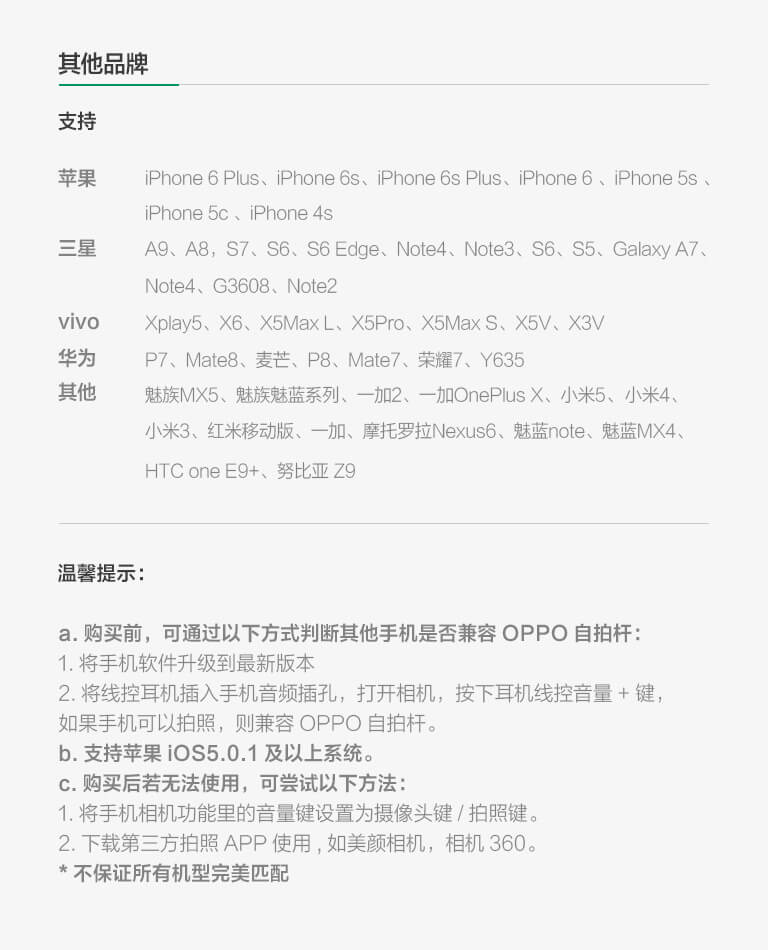 其他品牌
支持
苹果 iPhone 6 Plus、iPhone 6s、iPhone 6s Plus、iPhone 6 、iPhone 5s 、
iPhone 5c 、iPhone 4s
三星 A9、A8，S7、S6、S6 Edge、Note4、Note3、S6、S5、Galaxy A7、
Note4、G3608、Note2
vivo Xplay5、X6、X5Max L、X5Pro、X5Max S、X5V、X3V
华为 P7、Mate8、麦芒、P8、Mate7、荣耀7、Y635
其他 魅族MX5、魅族魅蓝系列、一加2、一加OnePlus X、小米5、小米4、
小米3、红米移动版、一加、摩托罗拉Nexus6、魅蓝note、魅蓝MX4、
HTC one E9+、努比亚 Z9
温馨提示：
a. 购买前，可通过以下方式判断其他手机是否兼容 OPPO 自拍杆：
1. 将手机软件升级到最新版本
2. 将线控耳机插入手机音频插孔，打开相机，按下耳机线控音量 + 键，
如果手机可以拍照，则兼容 OPPO 自拍杆。
b. 支持苹果 iOS5.0.1 及以上系统。
c. 购买后若无法使用，可尝试以下方法：
1. 将手机相机功能里的音量键设置为摄像头键 / 拍照键。
2. 下载第三方拍照 APP 使用 , 如美颜相机，相机 360。
* 不保证所有机型完美匹配